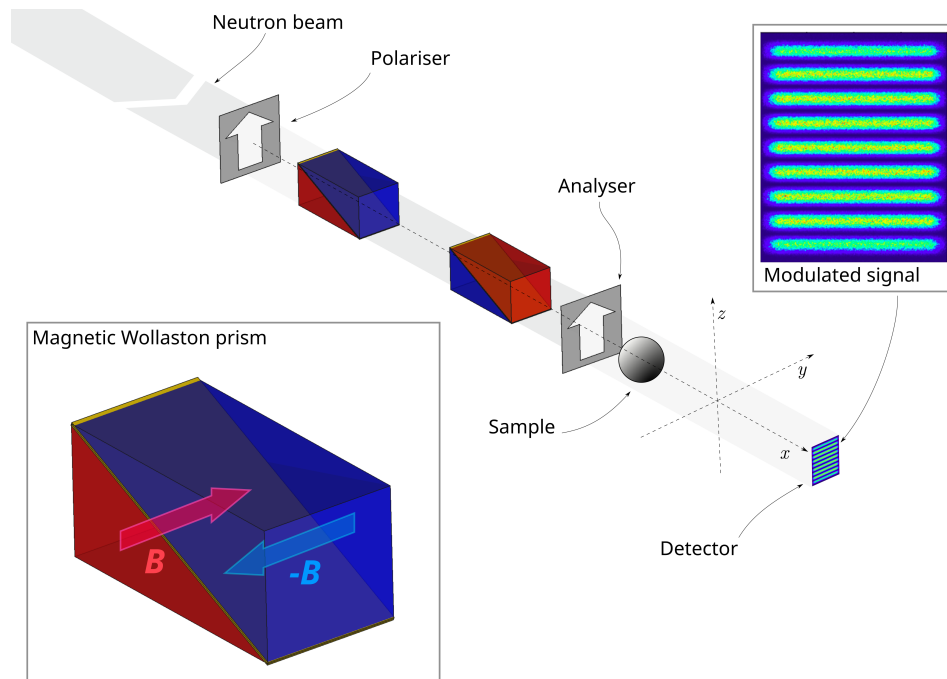 Neutron beam
Polariser
Analyser
Modulated signal
z
y
x
Sample
Detector
Magnetic Wollaston prism
B
-B